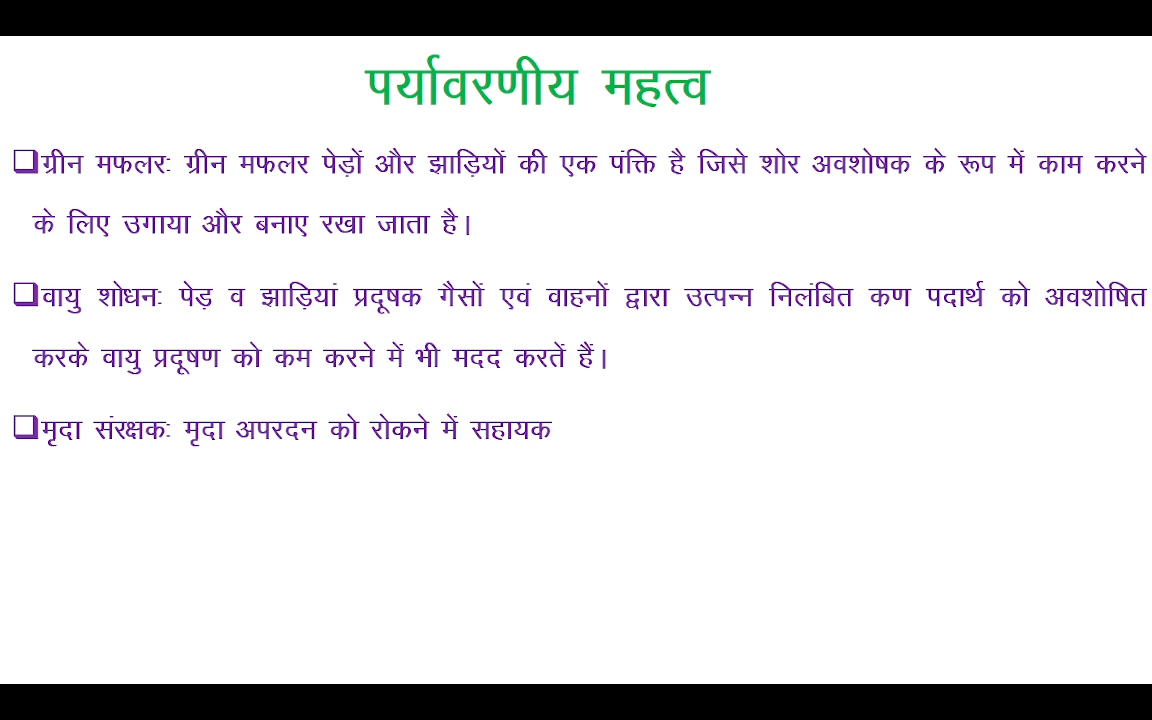 पर्यावरणीय महत्व
❑ग्रीन मफलर: ग्रीन मफलर पेड़ों और झाड़ियों की एक पंक्ति है जिसे शोर अवशोषक के रूप में काम करने
के लिए उगाया और बनाए रखा जाता है।
❑वायु शोधन: पेड़ व झाड़ियां प्रदूषक गैसों एवं वाहनों द्वारा उत्पन्न निलंबित कण पदार्थ को अवशोषित
करके वायु प्रदूषण को कम करने में भी मदद करतें हैं।
❑मृदा संरक्षक: मृदा अपरदन को रोकने में सहायक